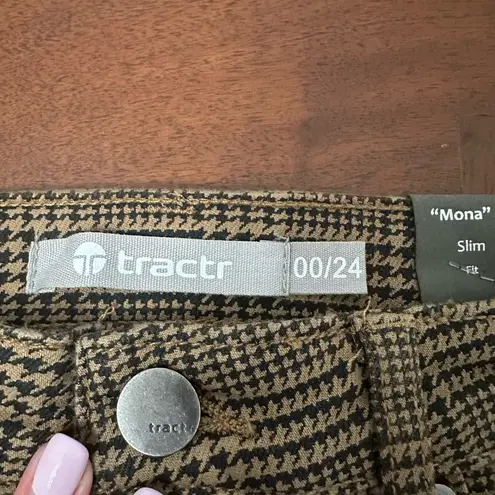 "Mona"
Slim
Fit
tractr 00/24
tractr